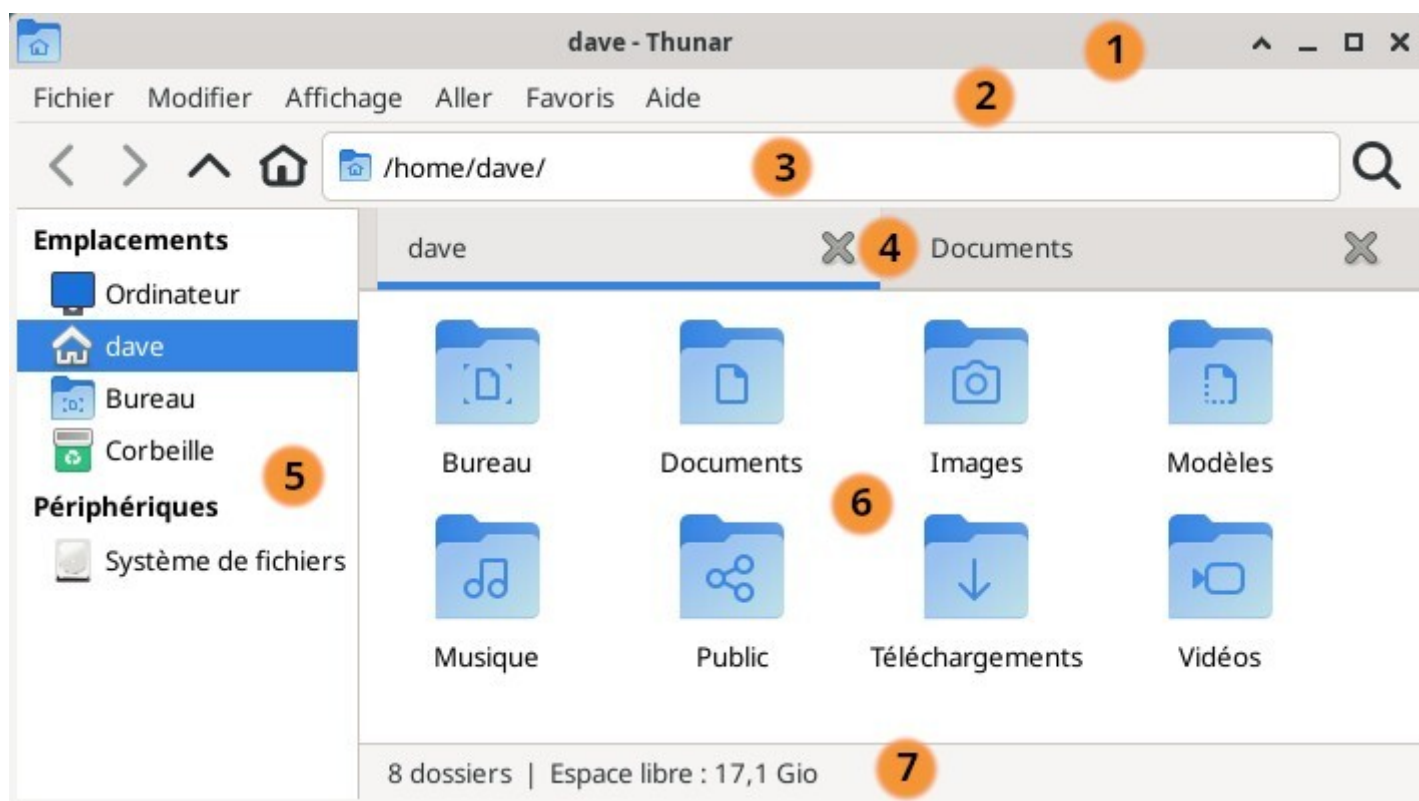 dave - Thunar
1
Fichier Modifier Affichage Aller Favoris Aide
2
/home/dave/
3
Emplacements
Ordinateur
dave
Bureau
Corbeille
5
Périphériques
Système de fichiers
dave
4
Documents
Bureau Documents Images Modèles
6
Musique Public Téléchargements Vidéos
8 dossiers | Espace libre : 17,1 Gio
7